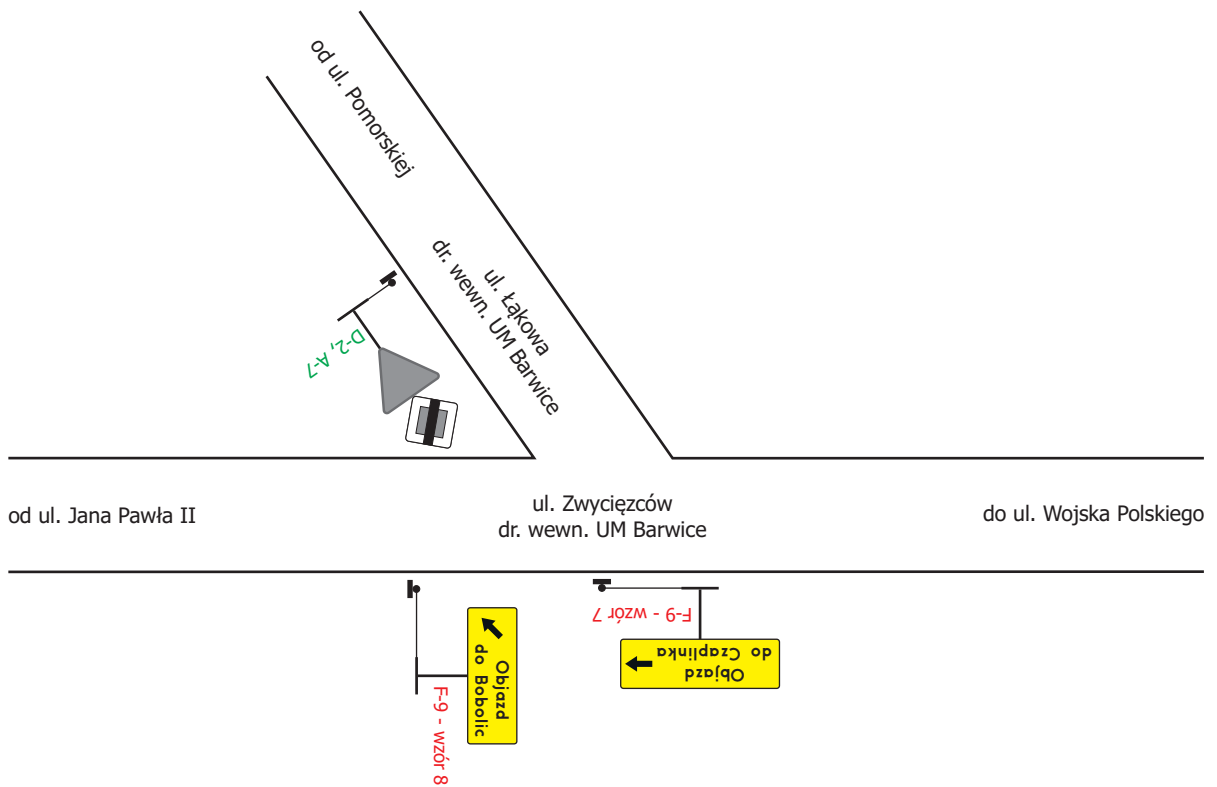 od ul. Pomorskiej
ul. Łąkowa
dr. wewn. UM Barwice
D-2, A-7
od ul. Jana Pawła II
ul. Zwycięzców
dr. wewn. UM Barwice
do ul. Wojska Polskiego
F-9 - wzór 7
Objazd
do Czaplinka
Objazd
do Bobolic
F-9 - wzór 8